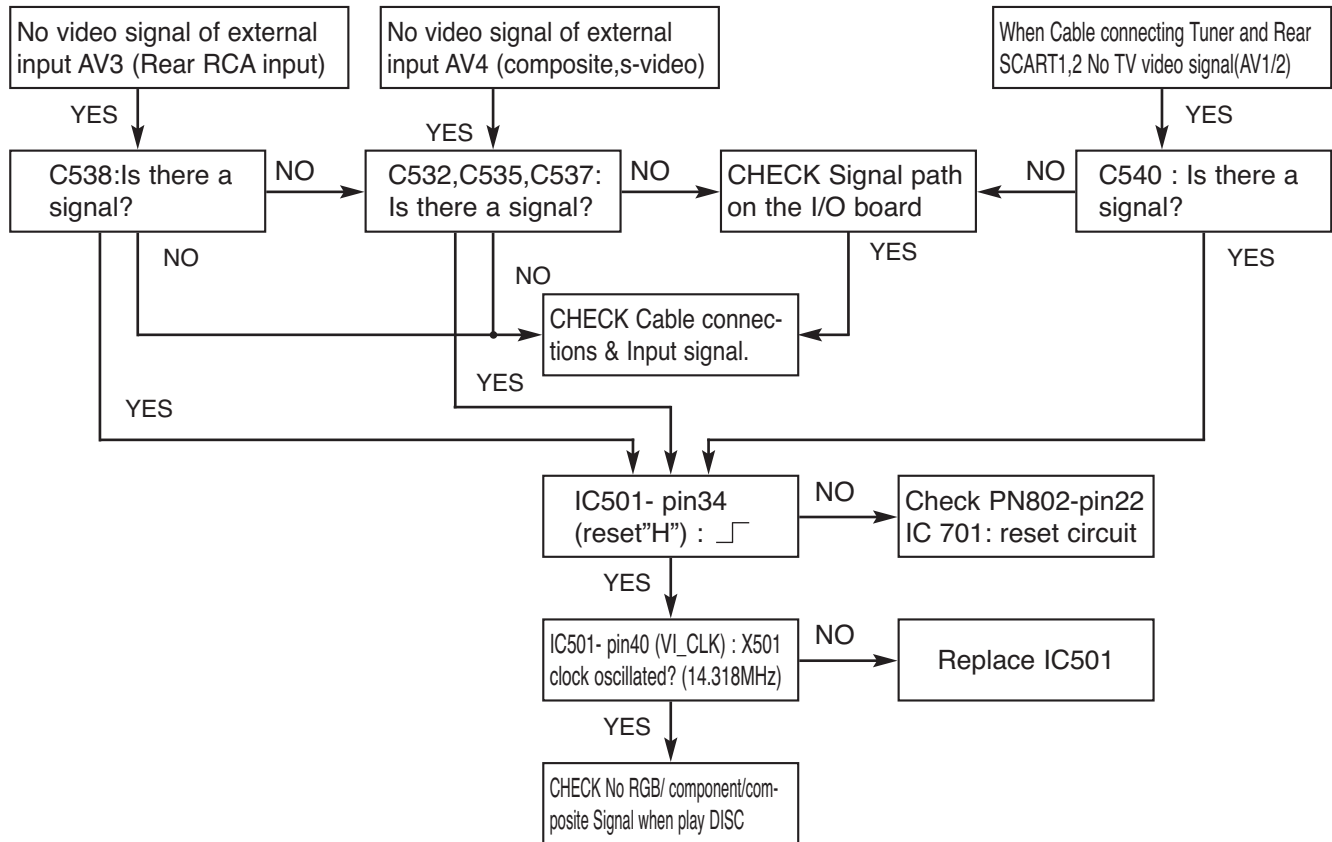 No video signal of external
input AV3 (Rear RCA input)
No video signal of external
input AV4 (composite,s-video)
When Cable connecting Tuner and Rear
SCART1,2 No TV video signal(AV1/2)
YES
YES
YES
C538:Is there a
signal?
NO
C532,C535,C537:
Is there a signal?
NO
CHECK Signal path
on the I/O board
NO
C540 : Is there a
signal?
NO
NO
YES
YES
CHECK Cable connec-
tions & Input signal.
YES
YES
IC501- pin34
(reset"H") :
NO
Check PN802-pin22
IC 701: reset circuit
YES
IC501- pin40 (VI_CLK) : X501
clock oscillated? (14.318MHz)
NO
Replace IC501
YES
CHECK No RGB/ component/com-
posite Signal when play DISC